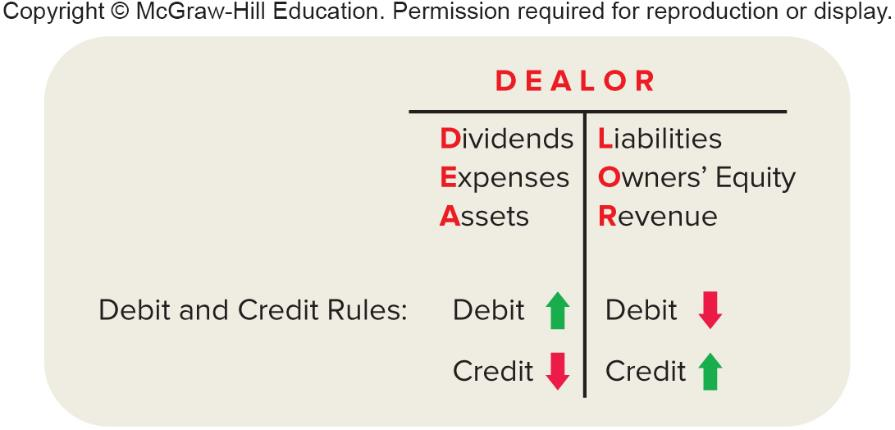 Copyright © McGraw-Hill Education. Permission required for reproduction or display.
DEALOR
Dividends Liabilities
Expenses Owners’ Equity
Assets Revenue
Debit and Credit Rules: Debit Debit
Credit Credit